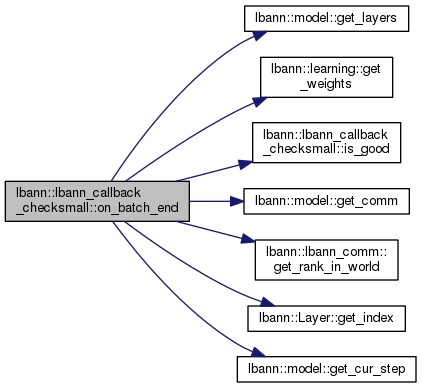 lbann::model::get_layers
lbann::learning::get
_weights
lbann::lbann_callback
_checksmall::is_good
lbann::lbann_callback
_checksmall::on_batch_end
lbann::model::get_comm
lbann::lbann_comm::
get_rank_in_world
lbann::Layer::get_index
lbann::model::get_cur_step